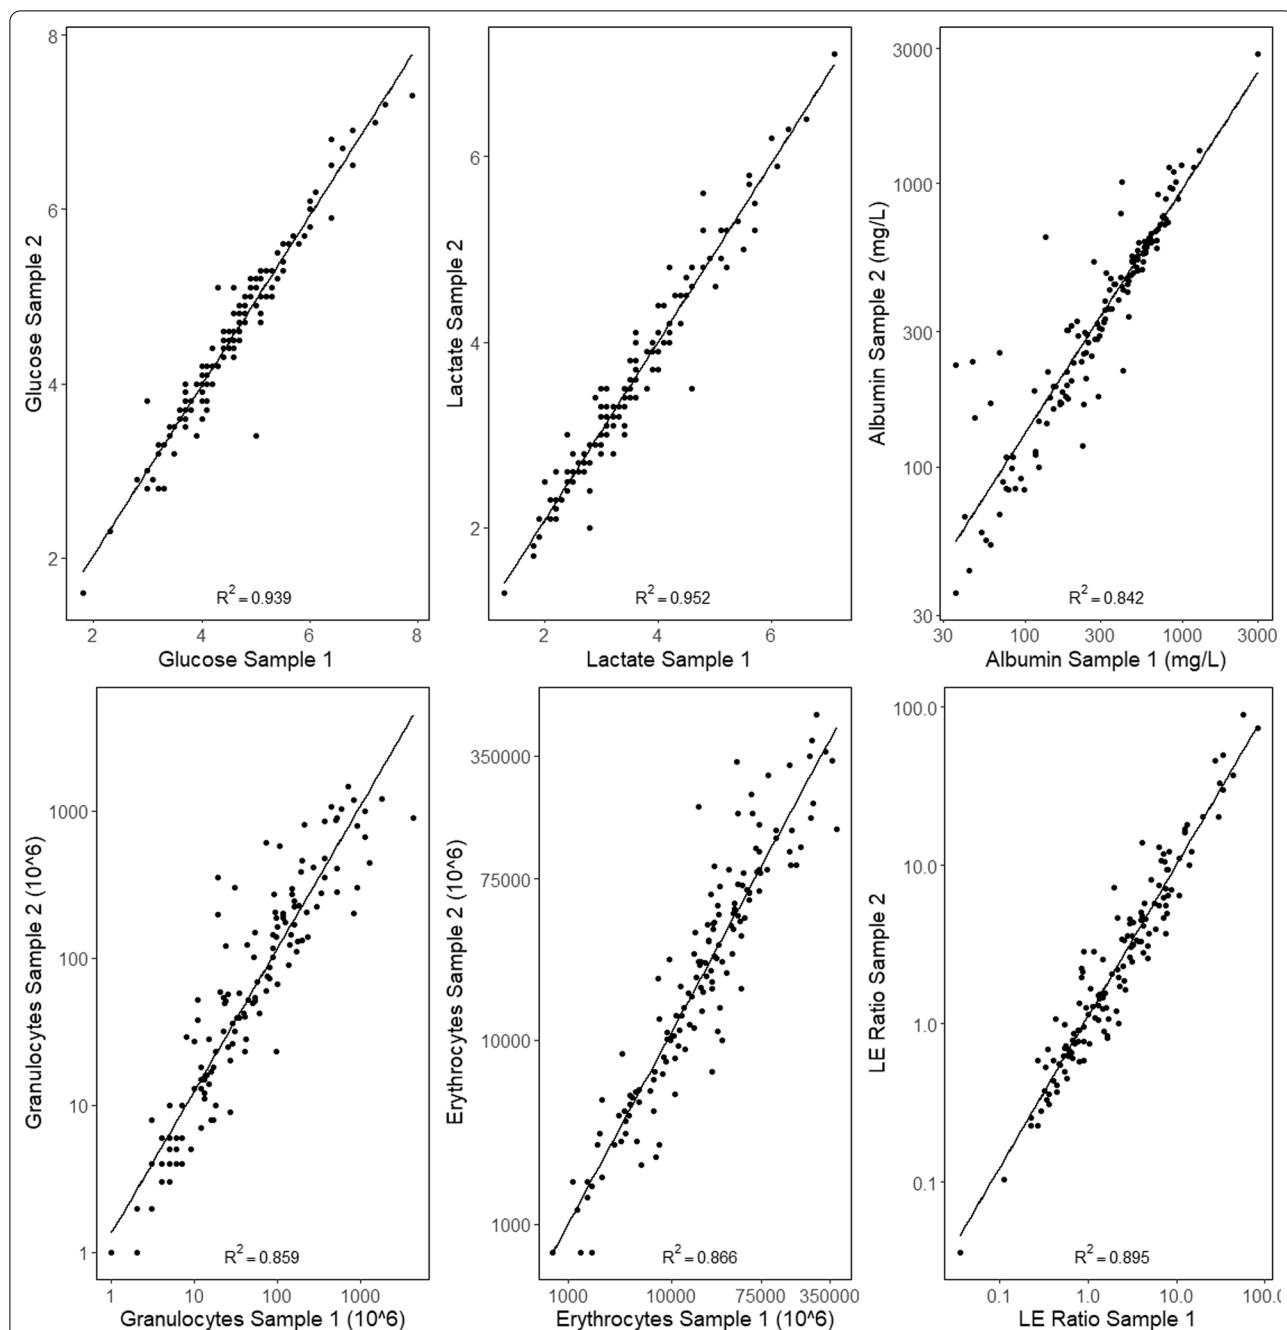 8
6
4
2
Glucose Sample 2
R² = 0.939
2 4 6 8
Glucose Sample 1
6
4
2
Lactate Sample 2
R² = 0.952
2 4 6
Lactate Sample 1
3000
1000
300
100
30
Albumin Sample 2 (mg/L)
R² = 0.842
30 100 300 1000 3000
Albumin Sample 1 (mg/L)
1000
100
10
1
Granulocytes Sample 2 (10^6)
R² = 0.859
1 10 100 1000
Granulocytes Sample 1 (10^6)
350000
75000
10000
1000
Erythrocytes Sample 2 (10^6)
R² = 0.866
1000 10000 75000 350000
Erythrocytes Sample 1 (10^6)
100.0
10.0
1.0
0.1
LE Ratio Sample 2
R² = 0.895
0.1 1.0 10.0 100.
LE Ratio Sample 1